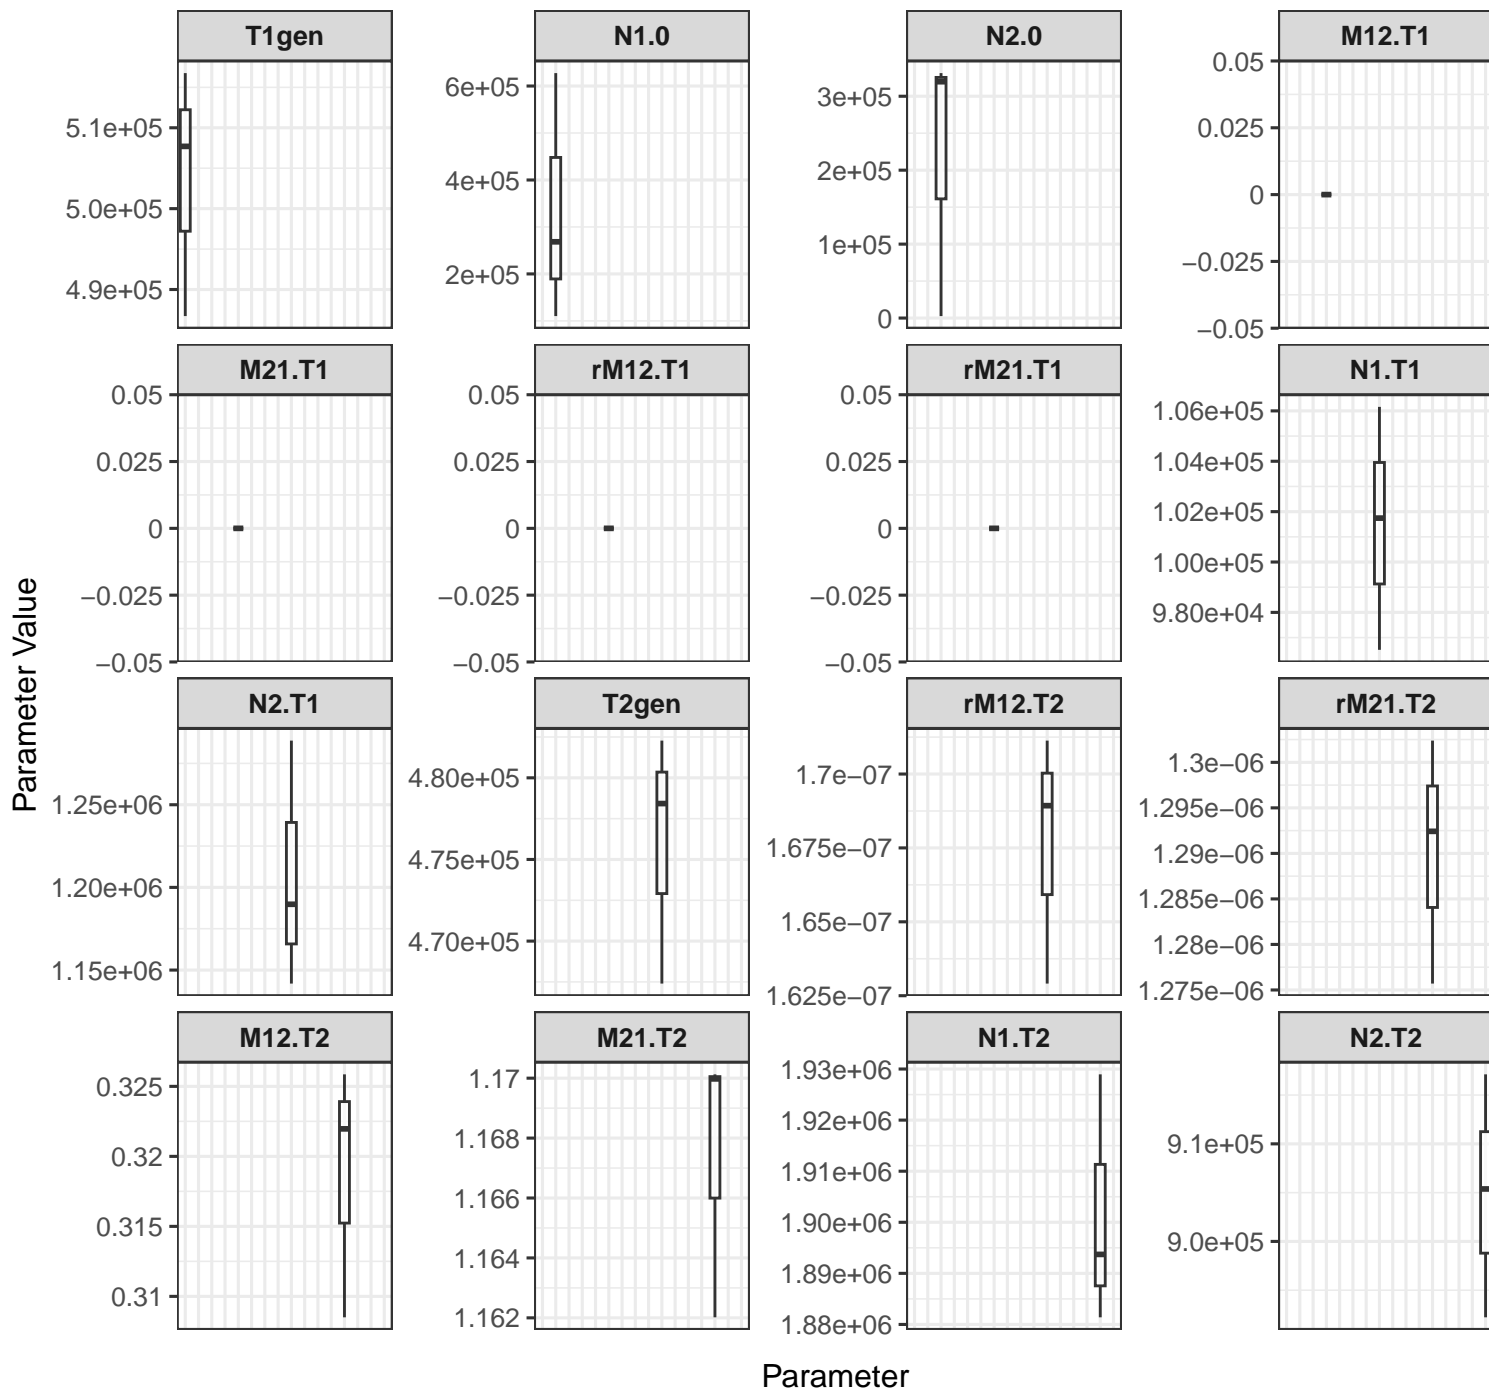 T1gen N1.0 N2.0 M12.T1
5.1e+05
5.0e+05
4.9e+05
6e+05
4e+05
2e+05
3e+05
2e+05
1e+05
0
0.05
0.025
0
−0.025
−0.05
M21.T1 rM12.T1 rM21.T1 N1.T1
0.05
0.025
0
−0.025
−0.05
0.05
0.025
0
−0.025
−0.05
0.05
0.025
0
−0.025
−0.05
1.06e+05
1.04e+05
1.02e+05
1.00e+05
9.80e+04
Parameter Value
N2.T1 T2gen rM12.T2 rM21.T2
1.25e+06
1.20e+06
1.15e+06
4.80e+05
4.75e+05
4.70e+05
1.7e−07
1.675e−07
1.65e−07
1.625e−07
1.3e−06
1.295e−06
1.29e−06
1.285e−06
1.28e−06
1.275e−06
M12.T2 M21.T2 N1.T2 N2.T2
0.325
0.32
0.315
0.31
1.17
1.168
1.166
1.164
1.162
1.93e+06
1.92e+06
1.91e+06
1.90e+06
1.89e+06
1.88e+06
9.1e+05
9.0e+05
Parameter